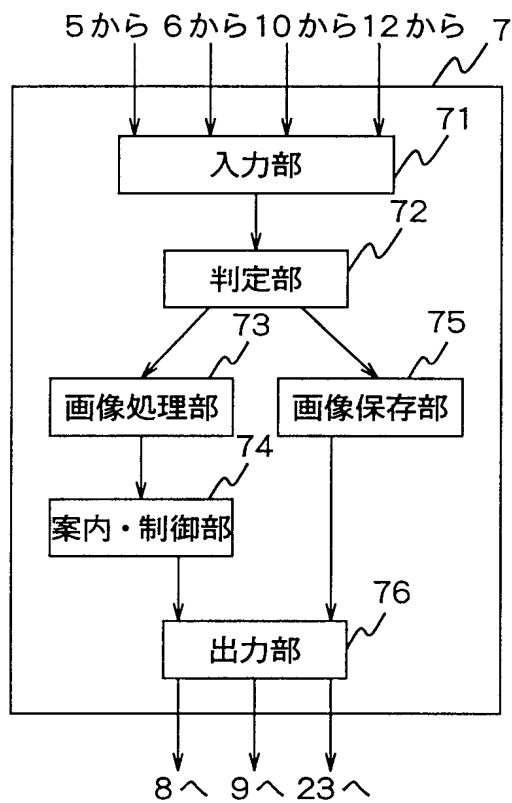 5から 6から 10から 12から
7
71
入力部
72
判定部
73
75
画像処理部
画像保存部
74
案内・制御部
76
出力部
8へ 9へ 23へ